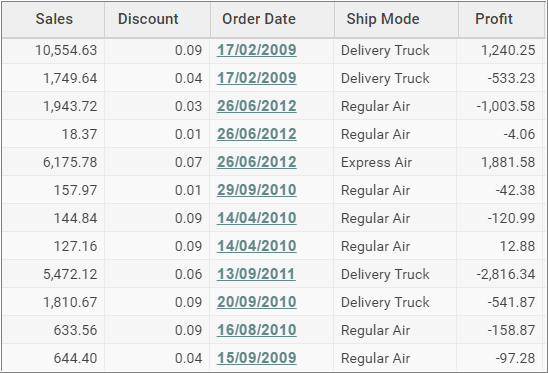 Sales Discount Order Date Ship Mode Profit
10,554.63 0.09 17/02/2009 Delivery Truck 1,240.25
1,749.64 0.04 17/02/2009 Delivery Truck -533.23
1,943.72 0.03 26/06/2012 Regular Air -1,003.58
18.37 0.01 26/06/2012 Regular Air -4.06
6,175.78 0.07 26/06/2012 Express Air 1,881.58
157.97 0.01 29/09/2010 Regular Air -42.38
144.84 0.09 14/04/2010 Regular Air -120.99
127.16 0.09 14/04/2010 Regular Air 12.88
5,472.12 0.06 13/09/2011 Delivery Truck -2,816.34
1,810.67 0.09 20/09/2010 Delivery Truck -541.87
633.56 0.09 16/08/2010 Regular Air -158.87
644.40 0.04 15/09/2009 Regular Air -97.28